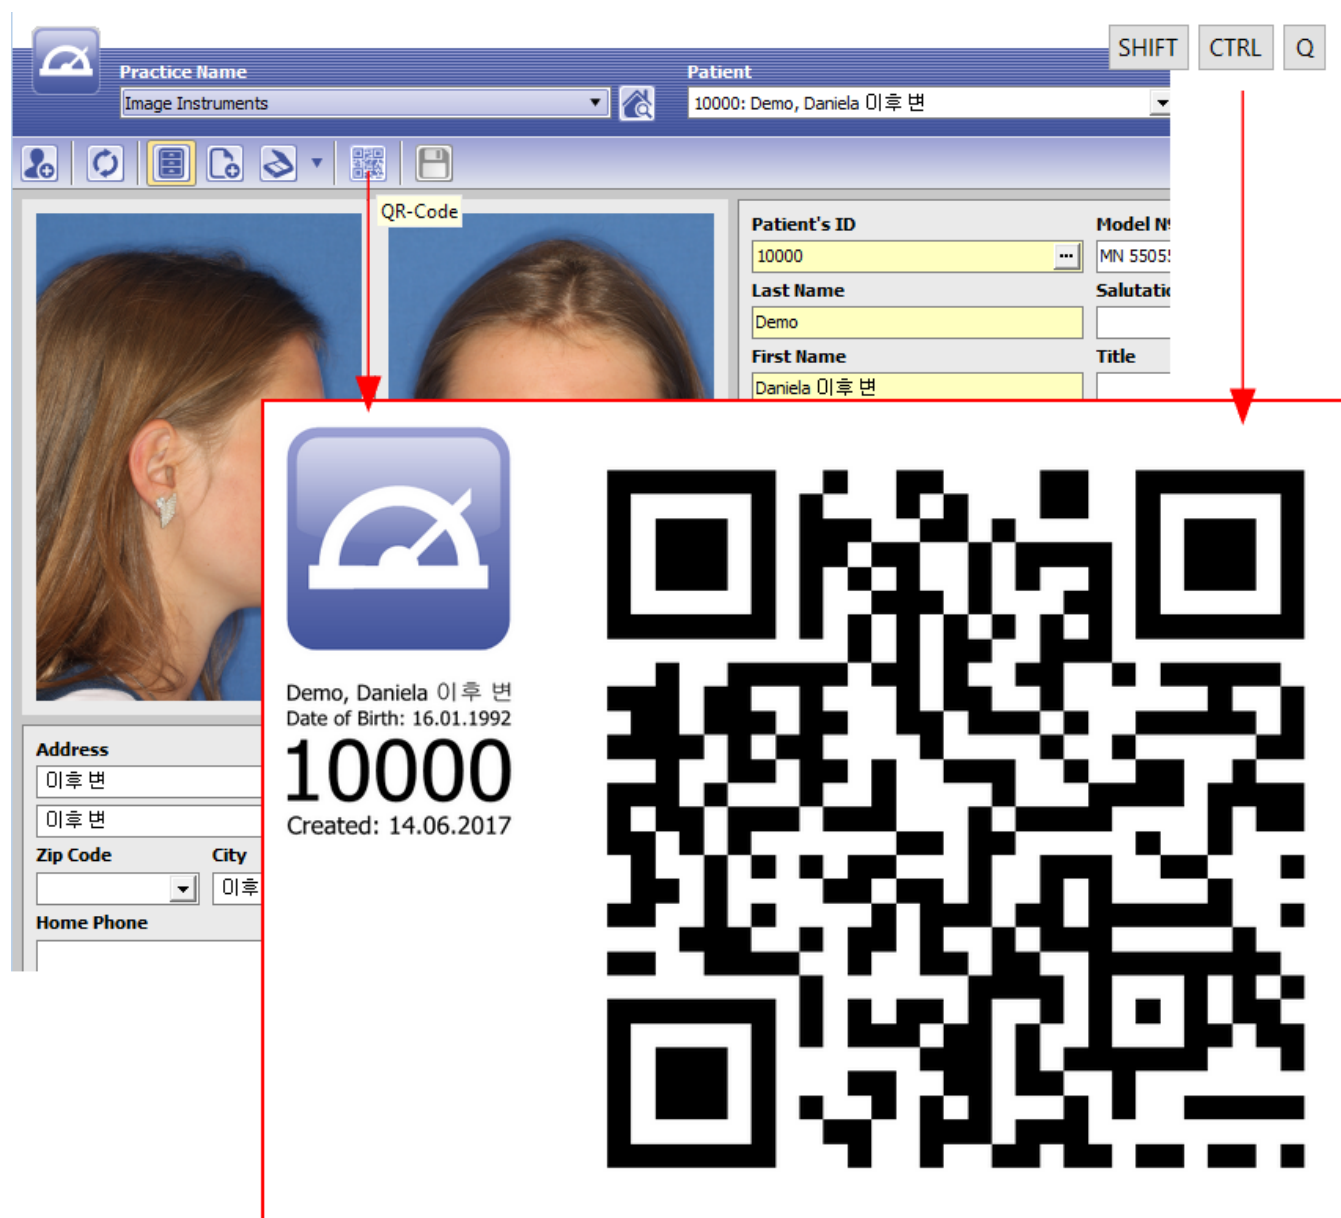 SHIFT CTRL Q
Practice Name Patient
Image Instruments 10000: Demo, Daniela 이후 변
QR-Code
Patient's ID
10000
MN 5505
Last Name
Demo
First Name Title
Daniela 이후 변
Demo, Daniela 이후 변
Date of Birth: 16.01.1992
10000
Created: 14.06.2017
Address
이후 변
이후 변
Zip Code City
이후
Home Phone